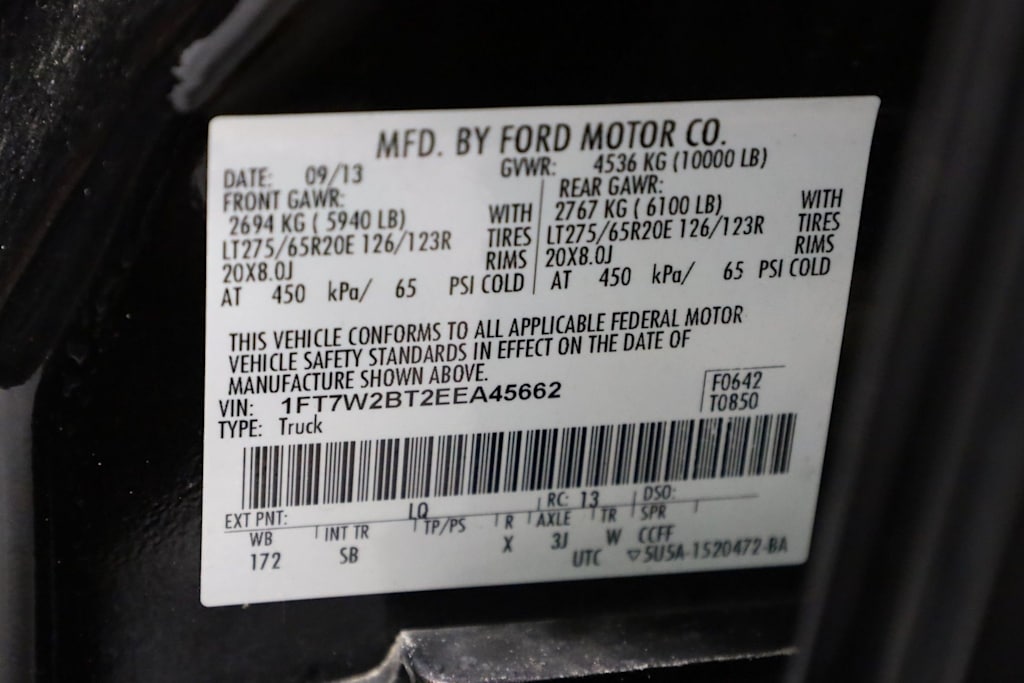 MFD. BY FORD MOTOR CO.
DATE: 09/13 GVWR: 4536 KG (10000 LB)
FRONT GAWR: REAR GAWR:
2694 KG ( 5940 LB) WITH 2767 KG ( 6100 LB) WITH
LT275/65R20E 126/123R TIRES LT275/65R20E 126/123R TIRES
20X8.0J RIMS 20X8.0J RIMS
AT 450 kPa/ 65 PSI COLD AT 450 kPa/ 65 PSI COLD
THIS VEHICLE CONFORMS TO ALL APPLICABLE FEDERAL MOTOR
VEHICLE SAFETY STANDARDS IN EFFECT ON THE DATE OF
MANUFACTURE SHOWN ABOVE.
VIN: 1FT7W2BT2EEA45662 F0642
TYPE: Truck T0850
EXT PNT: LQ RC: 13 DSO:
WB INT TR TP/PS R AXLE TR SPR
172 SB X 3J W CCFF
UTC ▽5U5A-1520472-BA